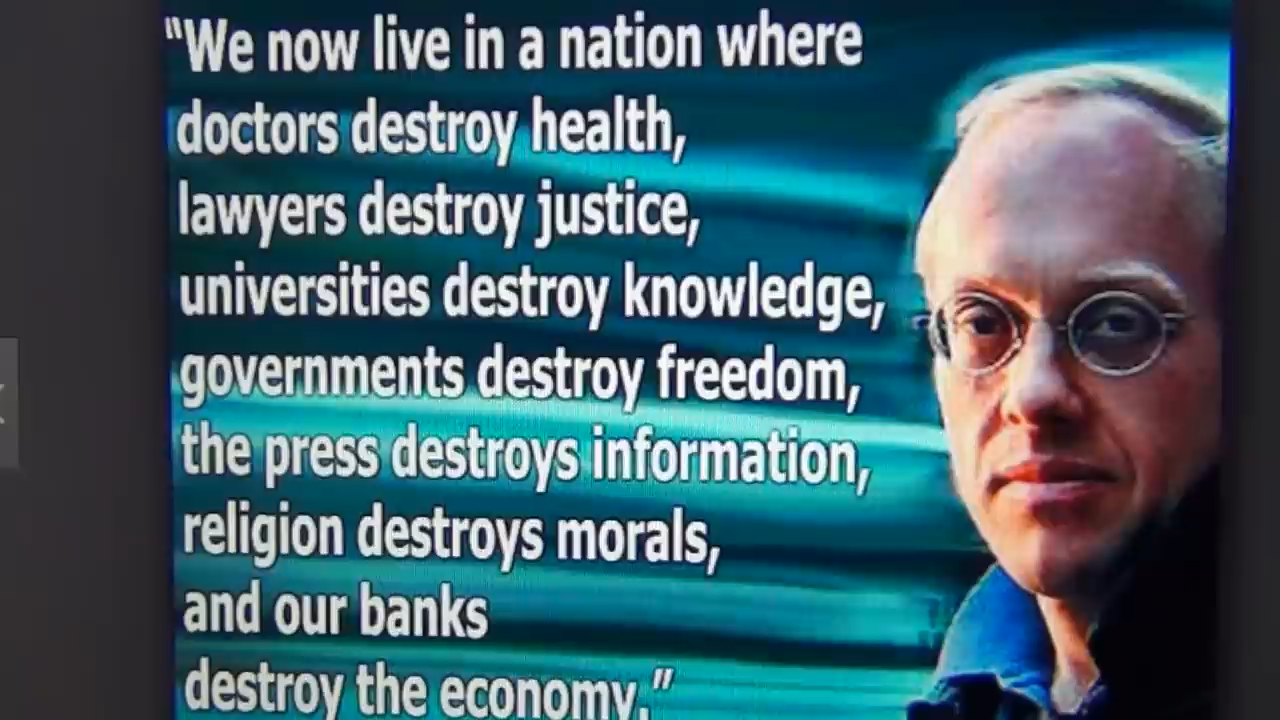 “We now live in a nation where
doctors destroy health,
lawyers destroy justice,
universities destroy knowledge,
governments destroy freedom,
the press destroys information,
religion destroys morals,
and our banks
destroy the economy.”